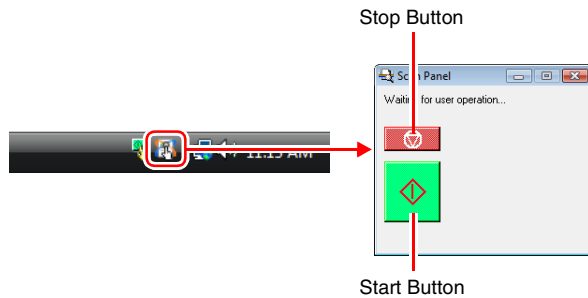 Stop Button
Scan Panel
Waiting for user operation...
11:15 AM
Start Button